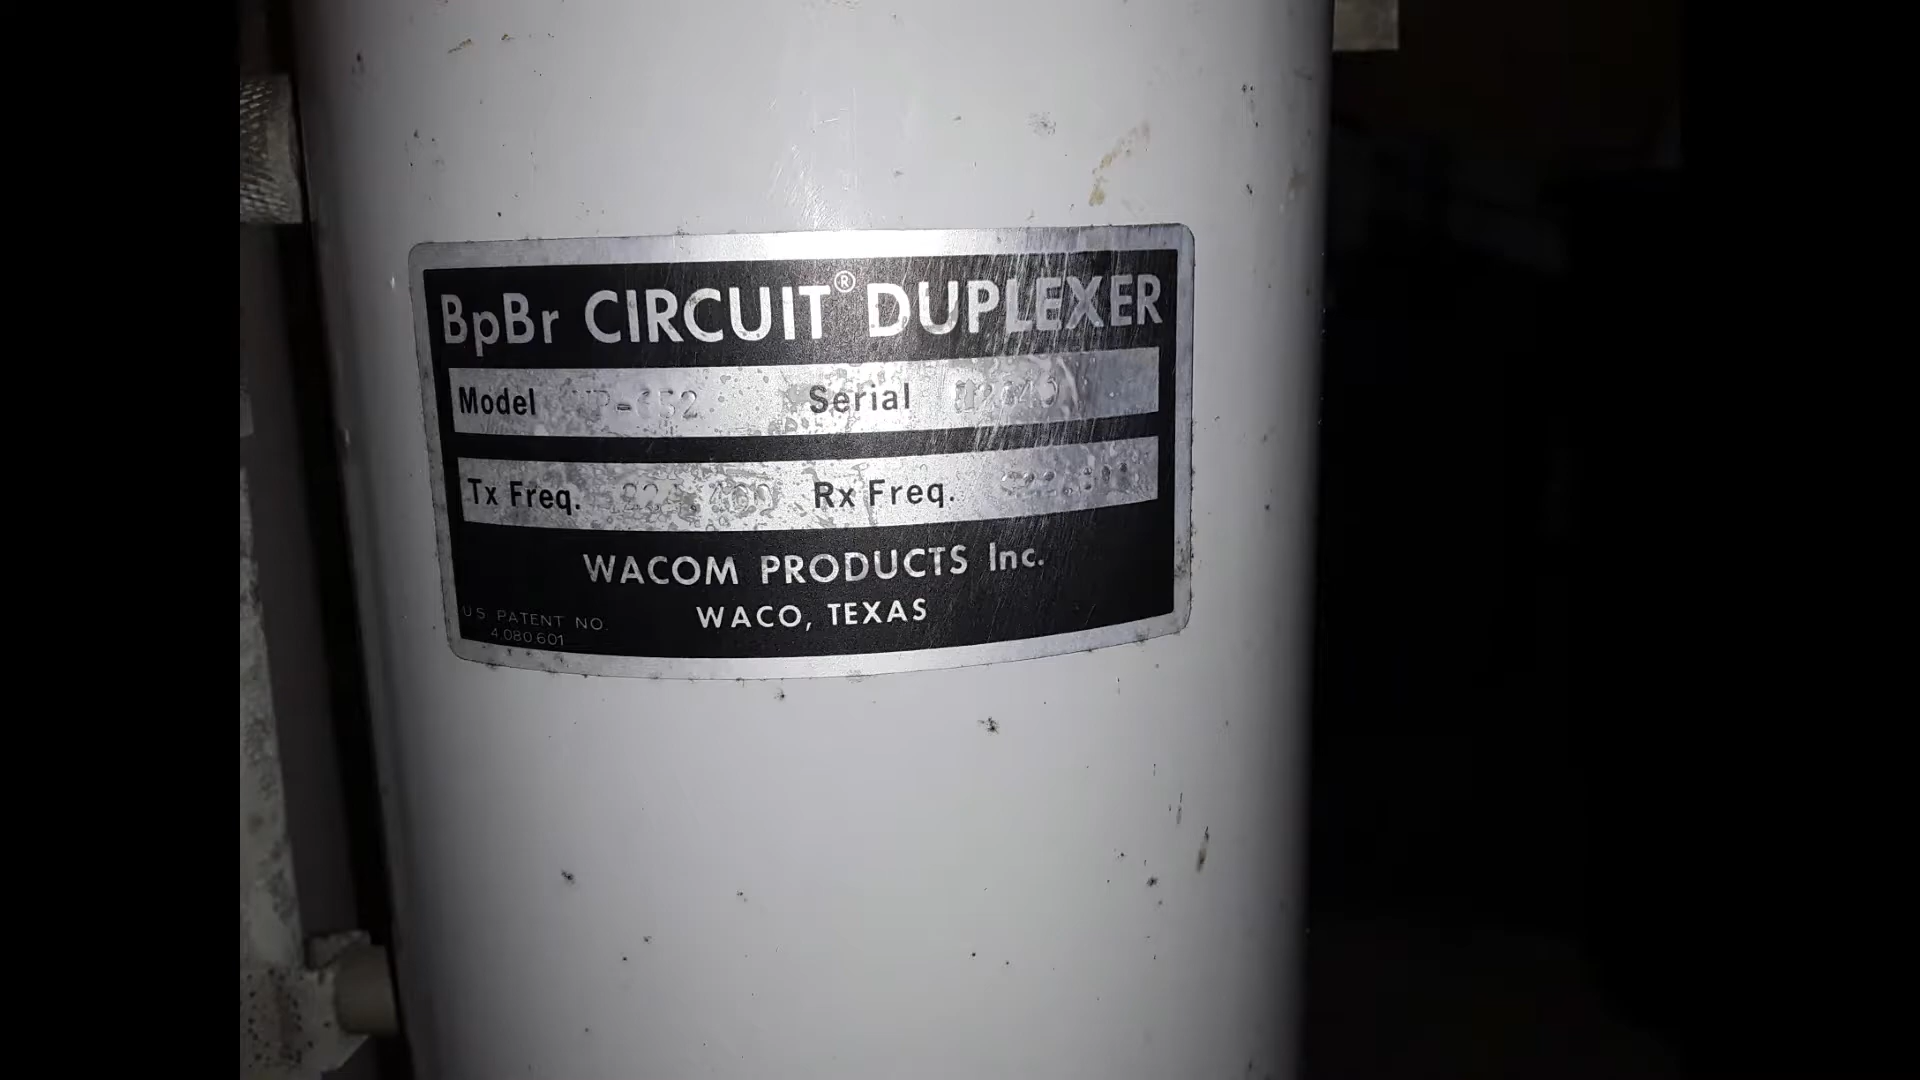 BpBr CIRCUIT® DUPLEXER
Model Serial
Tx Freq. Rx Freq.
WACOM PRODUCTS Inc.
WACO, TEXAS
U.S. PATENT NO.
4,080,601